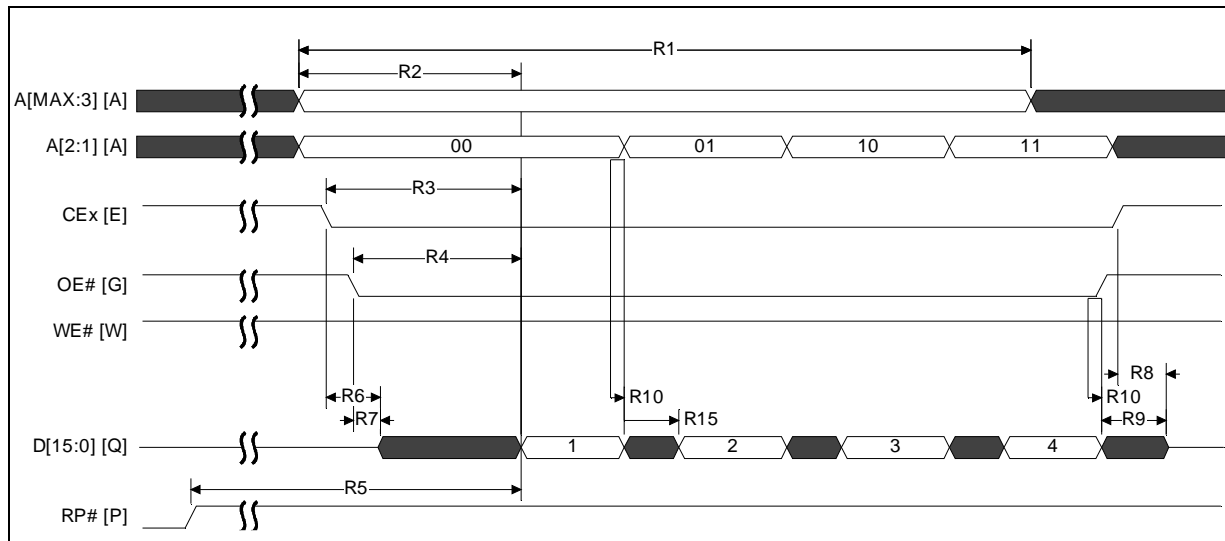 R1
R2
A[MAX:3] [A]
A[2:1] [A]
00
01
10
11
R3
CEx [E]
R4
OE# [G]
WE# [W]
R8
R6
R10
R10
R7
R15
R9
D[15:0] [Q]
1
2
3
4
R5
RP# [P]